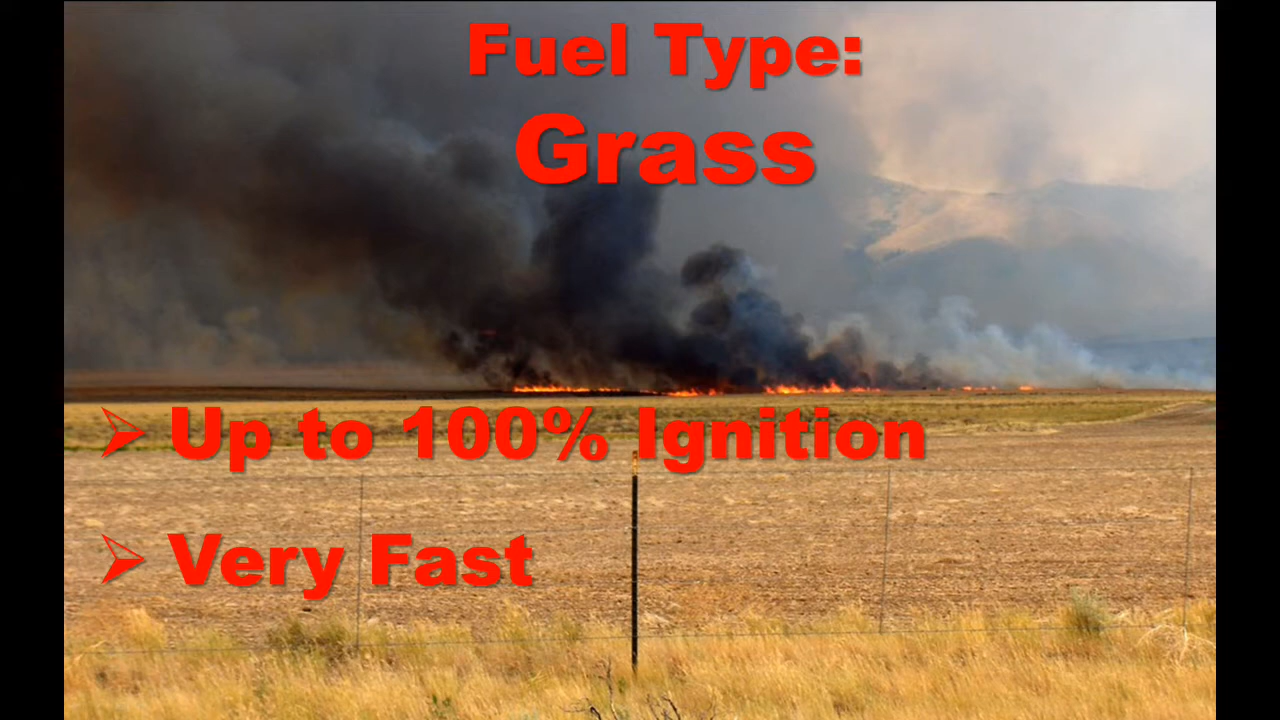 Fuel Type:
Grass
➢ Up to 100% Ignition
➢ Very Fast